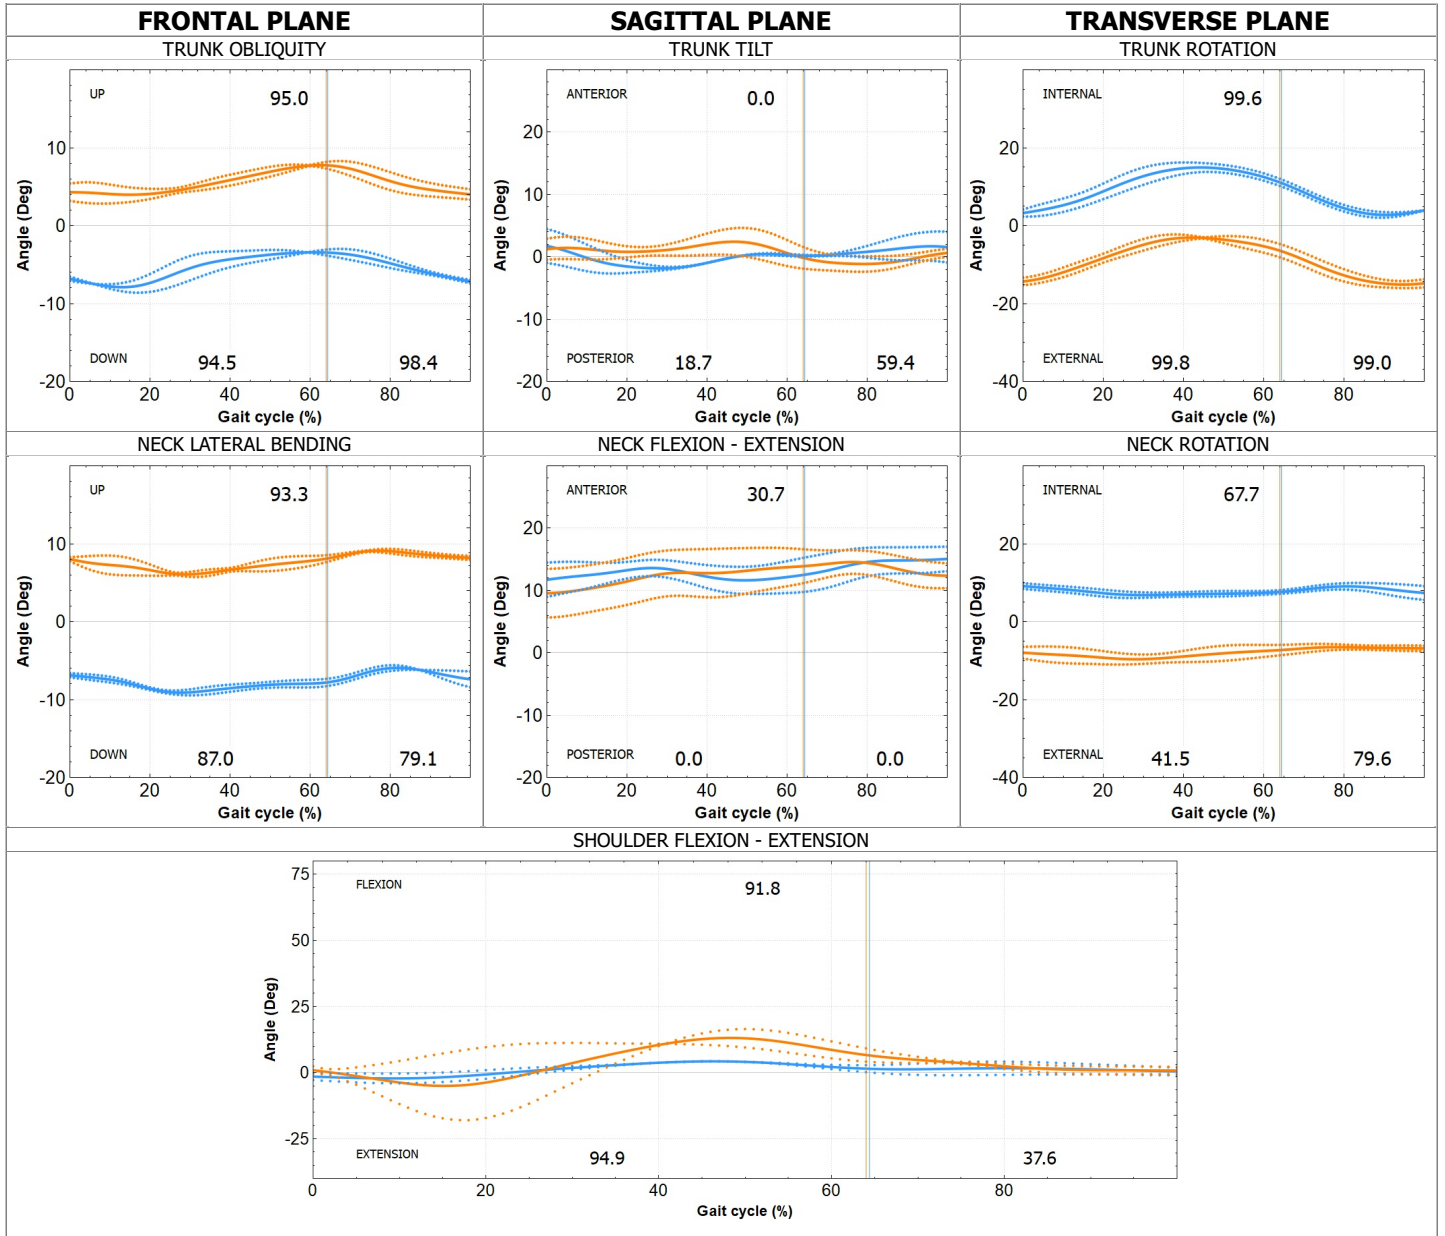 FRONTAL PLANE
SAGITTAL PLANE
TRANSVERSE PLANE
TRUNK OBLIQUITY
TRUNK TILT
TRUNK ROTATION
UP
95.0
10
0
-10
-20
Angle (Deg)
DOWN
94.5
98.4
0
20
40
60
80
Gait cycle (%)
ANTERIOR
0.0
20
10
0
-10
-20
Angle (Deg)
POSTERIOR
18.7
59.4
0
20
40
60
80
Gait cycle (%)
INTERNAL
99.6
20
0
-20
-40
Angle (Deg)
EXTERNAL
99.8
99.0
0
20
40
60
80
Gait cycle (%)
NECK LATERAL BENDING
NECK FLEXION - EXTENSION
NECK ROTATION
UP
93.3
10
0
-10
-20
Angle (Deg)
DOWN
87.0
79.1
0
20
40
60
80
Gait cycle (%)
ANTERIOR
30.7
20
10
0
-10
-20
Angle (Deg)
POSTERIOR
0.0
0.0
0
20
40
60
80
Gait cycle (%)
INTERNAL
67.7
20
0
-20
-40
Angle (Deg)
EXTERNAL
41.5
79.6
0
20
40
60
80
Gait cycle (%)
SHOULDER FLEXION - EXTENSION
75
FLEXION
91.8
50
25
0
-25
Angle (Deg)
EXTENSION
94.9
37.6
0
20
40
60
80
Gait cycle (%)